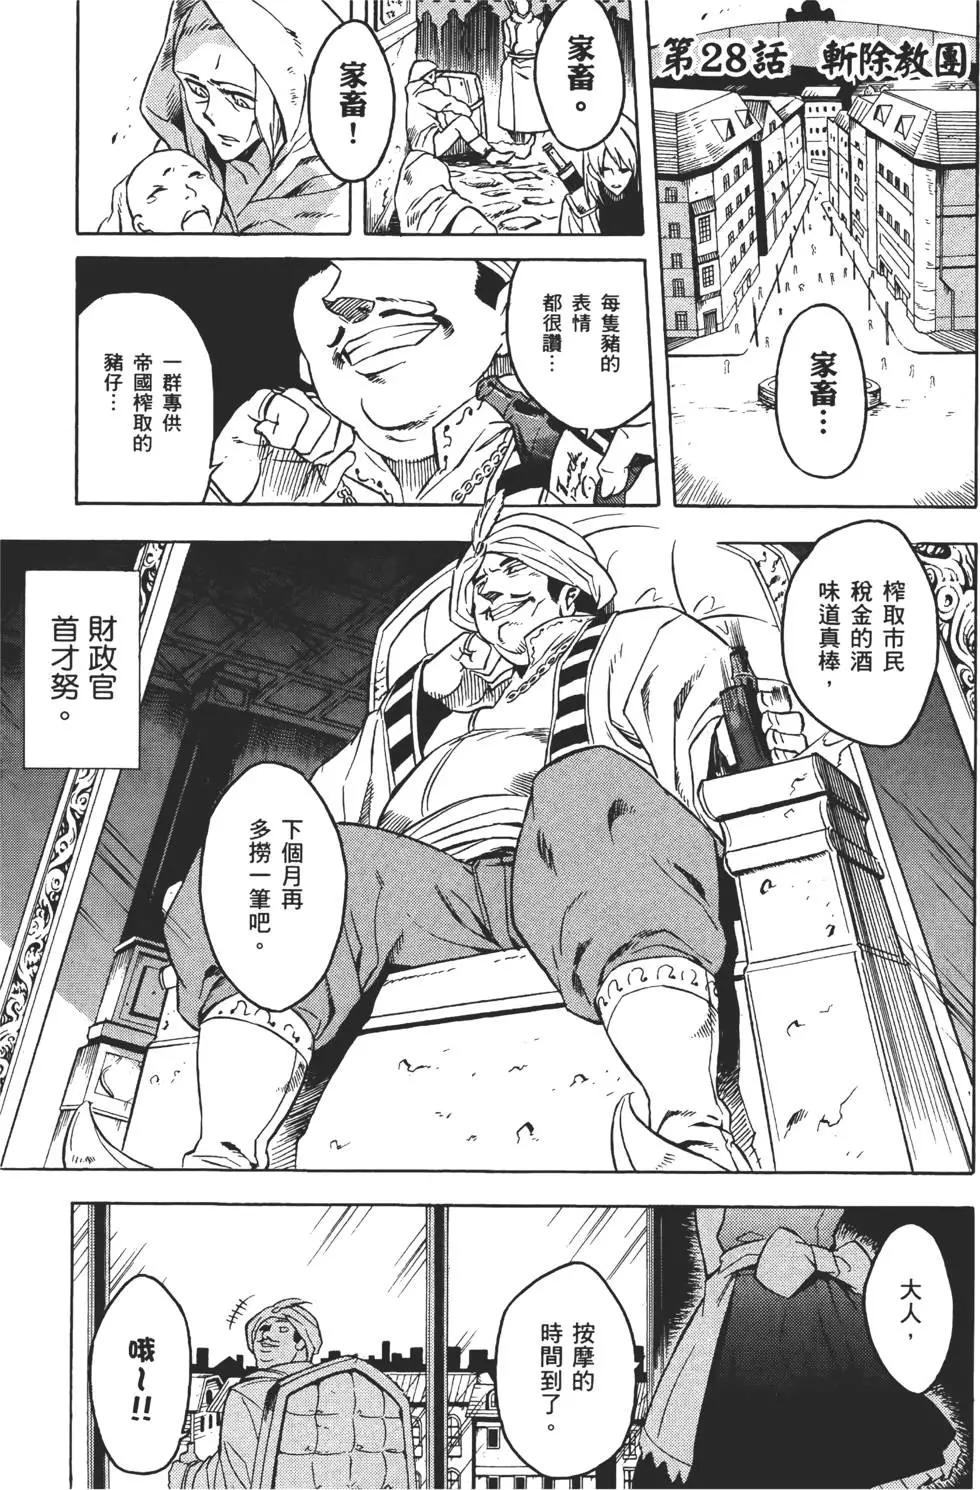 第28話 斬除教團
家畜…
家畜。
家畜！
每隻豬的
表情
都很讚…
一群專供
帝國榨取的
豬仔…
榨取市民
稅金的酒
味道真棒，
財政官
首才努。
下個月再
多撈一筆吧。
大人，
按摩的
時間到了。
哦～!!